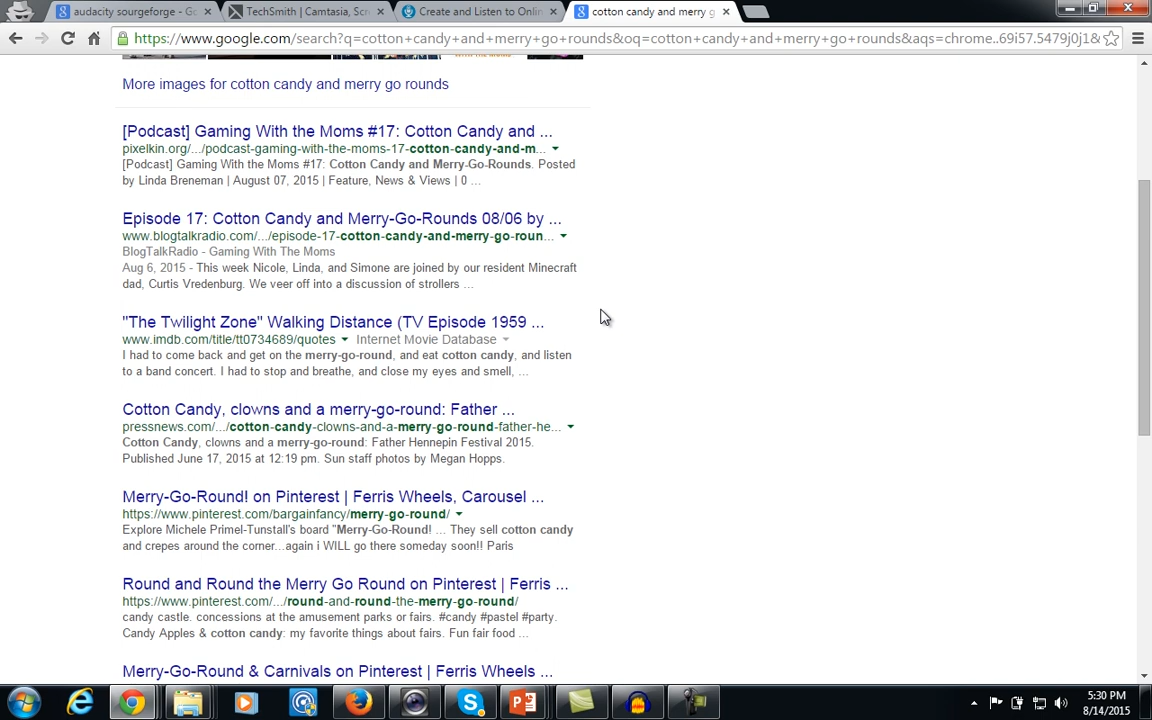 audacity sourgeforge - Go
TechSmith | Camtasia, Scr
Create and Listen to Onlin
cotton candy and merry g
https://www.google.com/search?q=cotton+candy+and+merry+go+rounds&oq=cotton+candy+and+merry+go+rounds&aqs=chrome..69i57.5479j0j1&
More images for cotton candy and merry go rounds
[Podcast] Gaming With the Moms #17: Cotton Candy and ...
pixelkin.org/.../podcast-gaming-with-the-moms-17-cotton-candy-and-m...
[Podcast] Gaming With the Moms #17: Cotton Candy and Merry-Go-Rounds. Posted
by Linda Breneman | August 07, 2015 | Feature, News & Views | 0 ...
Episode 17: Cotton Candy and Merry-Go-Rounds 08/06 by ...
www.blogtalkradio.com/.../episode-17-cotton-candy-and-merry-go-roun...
BlogTalkRadio - Gaming With The Moms
Aug 6, 2015 - This week Nicole, Linda, and Simone are joined by our resident Minecraft
dad, Curtis Vredenburg. We veer off into a discussion of strollers ...
"The Twilight Zone" Walking Distance (TV Episode 1959 ...
www.imdb.com/title/tt0734689/quotes Internet Movie Database
I had to come back and get on the merry-go-round, and eat cotton candy, and listen
to a band concert. I had to stop and breathe, and close my eyes and smell, ...
Cotton Candy, clowns and a merry-go-round: Father ...
pressnews.com/.../cotton-candy-clowns-and-a-merry-go-round-father-he...
Cotton Candy, clowns and a merry-go-round: Father Hennepin Festival 2015.
Published June 17, 2015 at 12:19 pm. Sun staff photos by Megan Hopps.
Merry-Go-Round! on Pinterest | Ferris Wheels, Carousel ...
https://www.pinterest.com/bargainfancy/merry-go-round/
Explore Michele Primel-Tunstall's board "Merry-Go-Round! ... They sell cotton candy
and crepes around the corner...again i WILL go there someday soon!! Paris
Round and Round the Merry Go Round on Pinterest | Ferris ...
https://www.pinterest.com/.../round-and-round-the-merry-go-round/
candy castle. concessions at the amusement parks or fairs. #candy #pastel #party.
Candy Apples & cotton candy: my favorite things about fairs. Fun fair food ...
Merry-Go-Round & Carnivals on Pinterest | Ferris Wheels ...
5:30 PM
8/14/2015